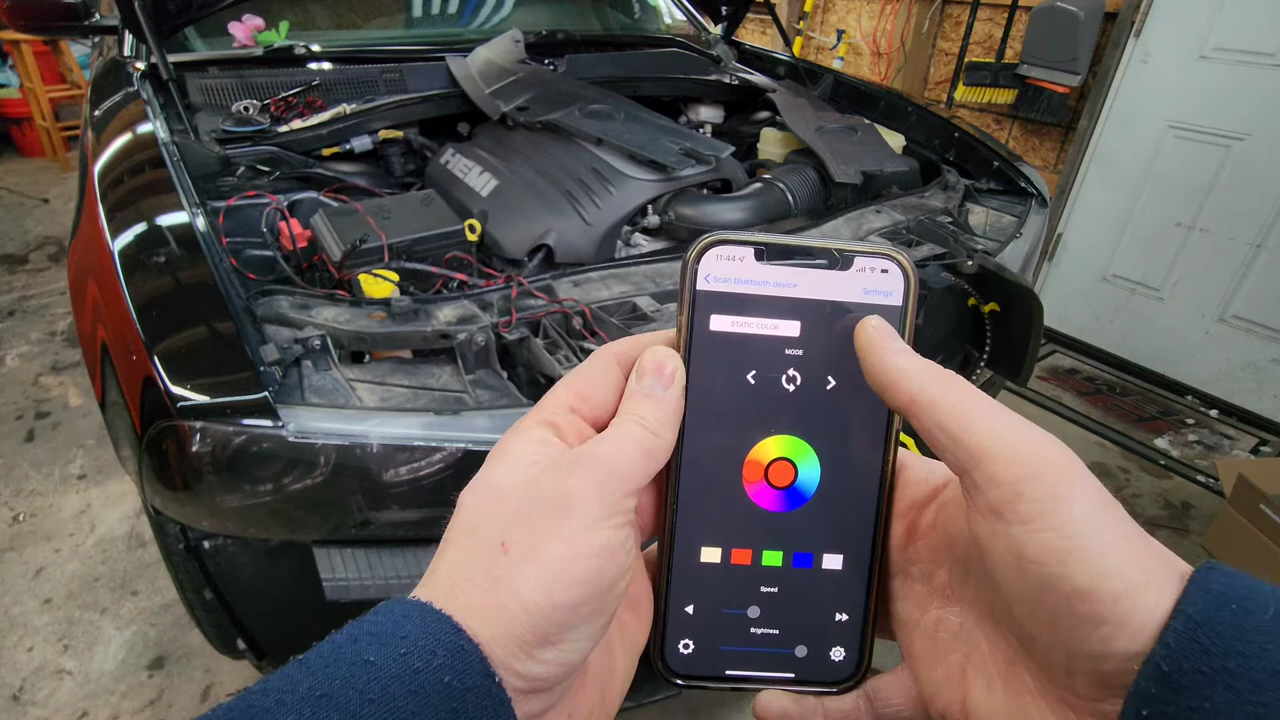 HEMI
11:44
Scan bluetooth device
Settings
STATIC COLOR
MODE
Speed
Brightness